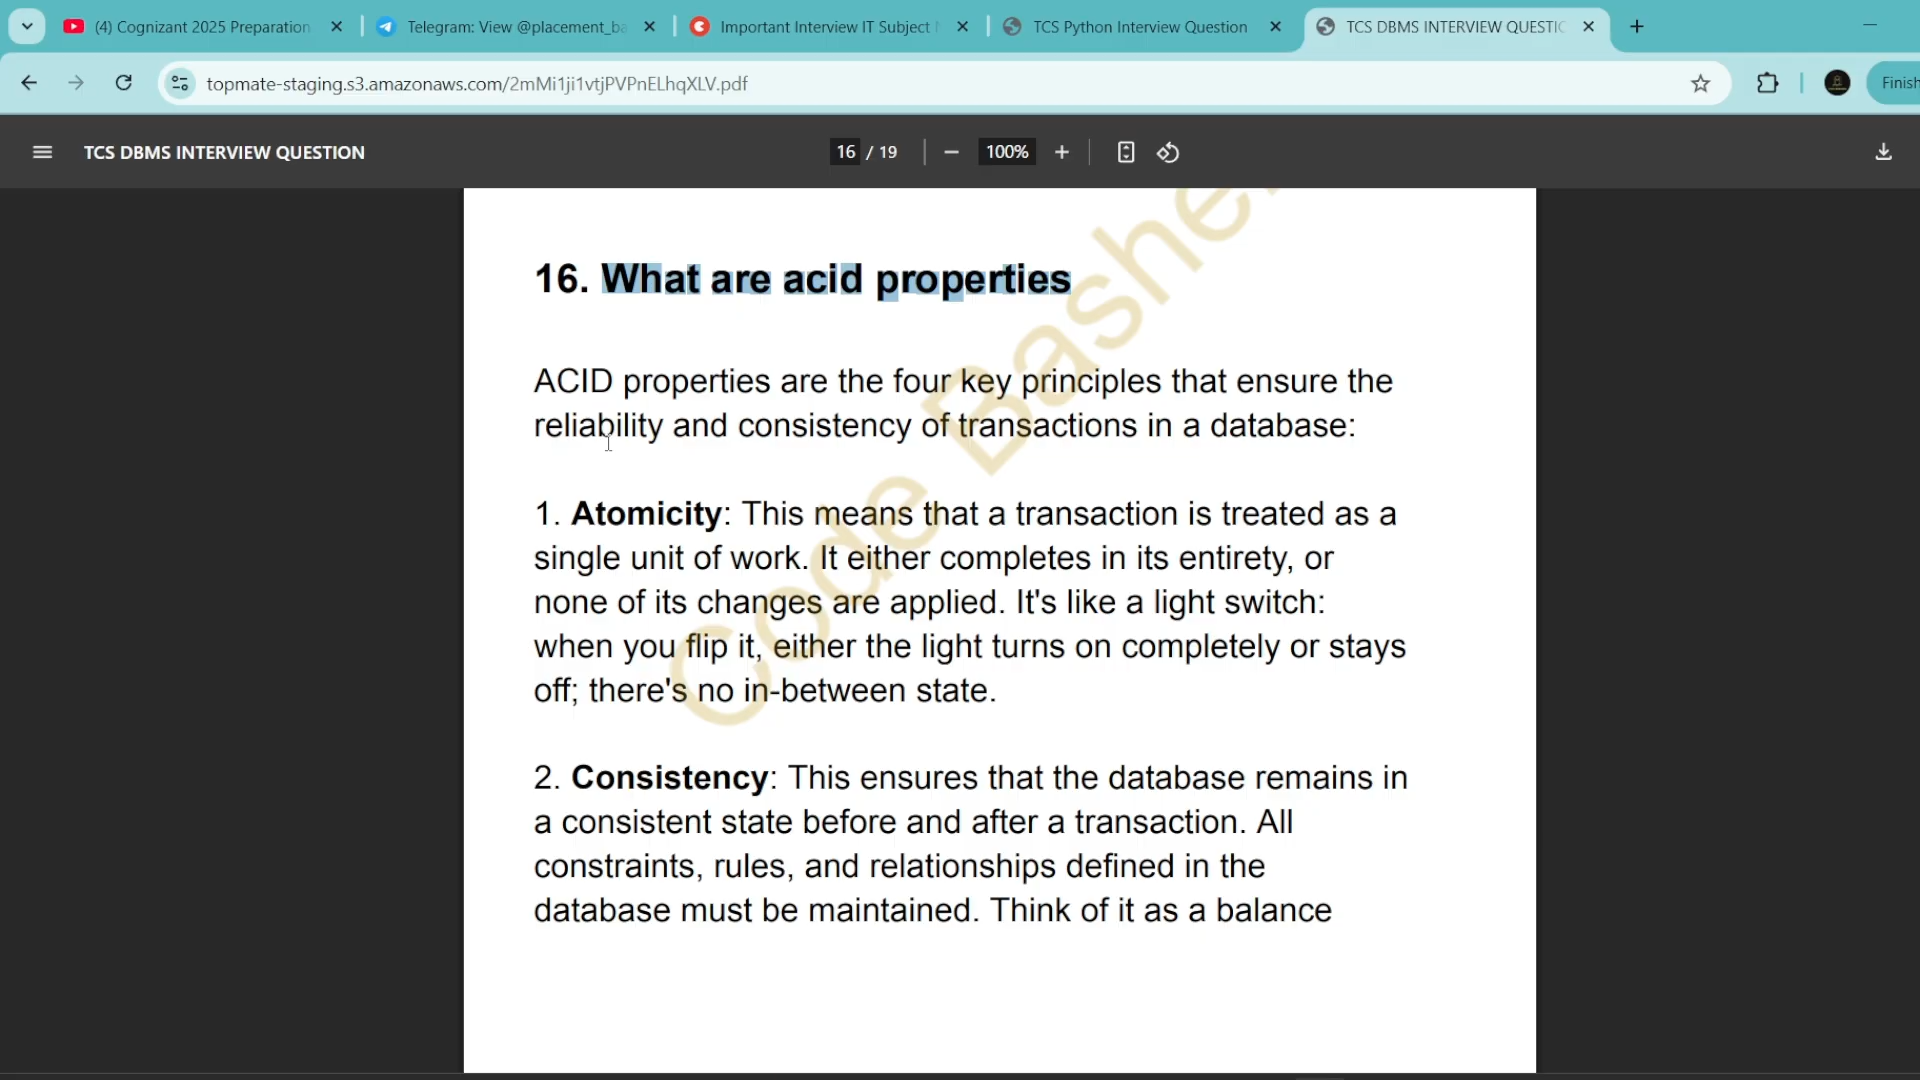 (4) Cognizant 2025 Preparation
Telegram: View @placement_ba
Important Interview IT Subject
TCS Python Interview Question
TCS DBMS INTERVIEW QUESTIO
topmate-staging.s3.amazonaws.com/2mMi1ji1vtjPVPnELhqXLV.pdf
Finish
TCS DBMS INTERVIEW QUESTION
16 / 19
100%
16. What are acid properties
ACID properties are the four key principles that ensure the
reliability and consistency of transactions in a database:
1. Atomicity: This means that a transaction is treated as a
single unit of work. It either completes in its entirety, or
none of its changes are applied. It's like a light switch:
when you flip it, either the light turns on completely or stays
off; there's no in-between state.
2. Consistency: This ensures that the database remains in
a consistent state before and after a transaction. All
constraints, rules, and relationships defined in the
database must be maintained. Think of it as a balance
Code Basher